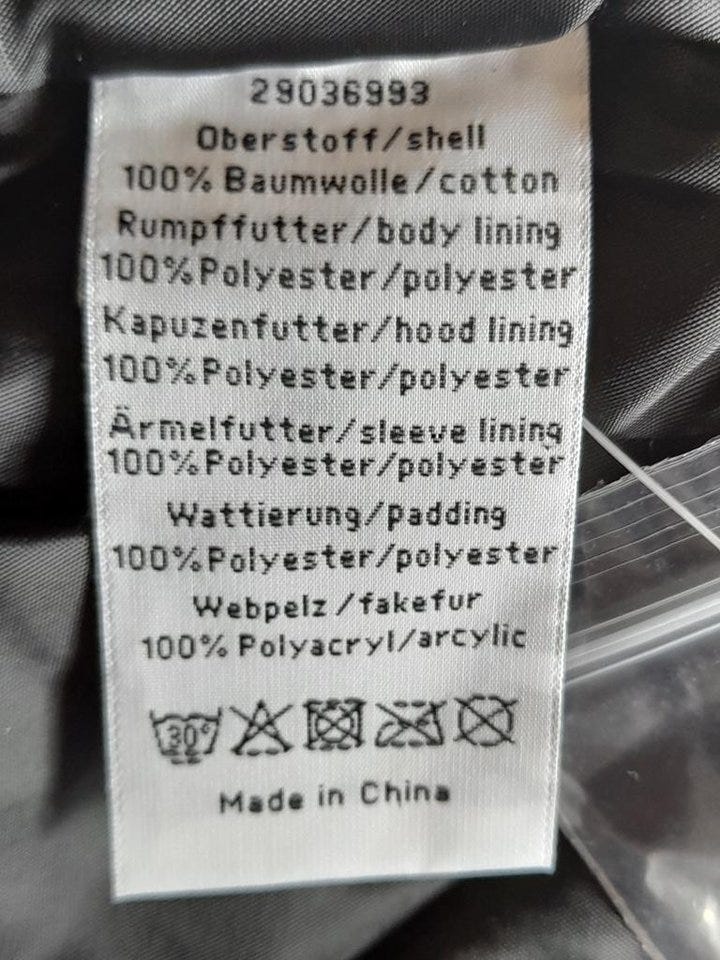 29036993
Oberstoff/shell
100% Baumwolle/cotton
Rumpffutter/body lining
100%Polyester/polyester
Kapuzenfutter/hood lining
100%Polyester/polyester
Ärmelfutter/sleeve lining
100%Polyester/polyester
Wattierung/padding
100%Polyester/polyester
Webpelz/fakefur
100% Polyacryl/arcylic
30°
Made in China